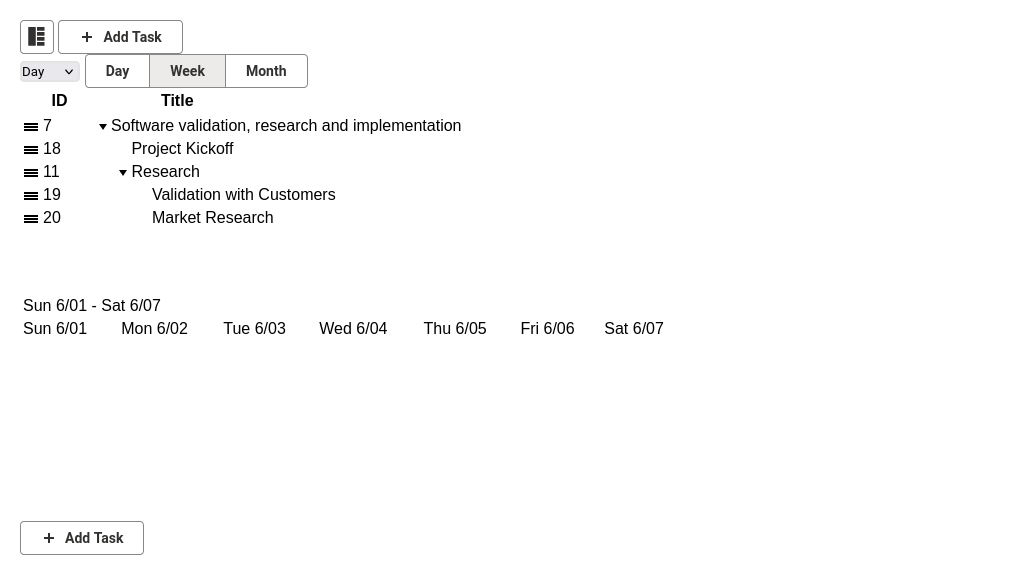 Add Task
Day Day Week Month
ID Title
7 Software validation, research and implementation
18 Project Kickoff
11 Research
19 Validation with Customers
20 Market Research
Sun 6/01 - Sat 6/07
Sun 6/01 Mon 6/02 Tue 6/03 Wed 6/04 Thu 6/05 Fri 6/06 Sat 6/07
Add Task